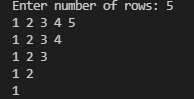 Enter number of rows: 5
1 2 3 4 5
1 2 3 4
1 2 3
1 2
1